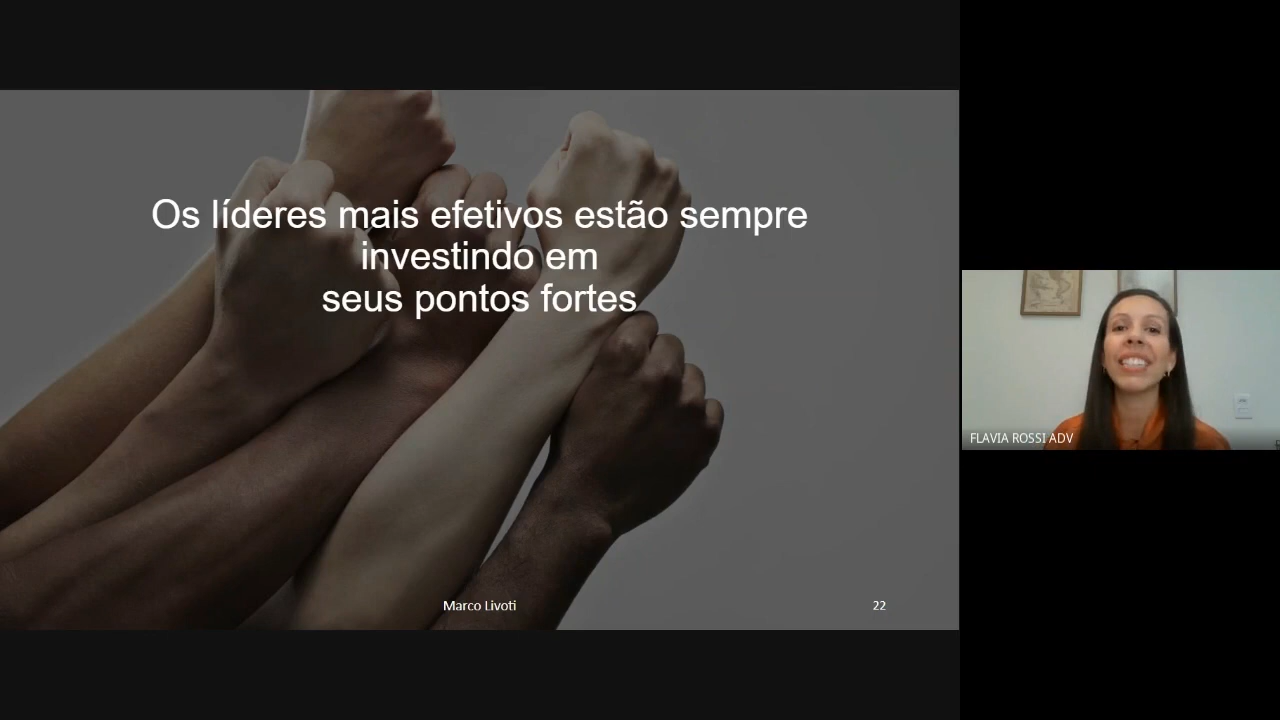 Os líderes mais efetivos estão sempre
investindo em
seus pontos fortes
Marco Livoti
22
FLAVIA ROSSI ADV